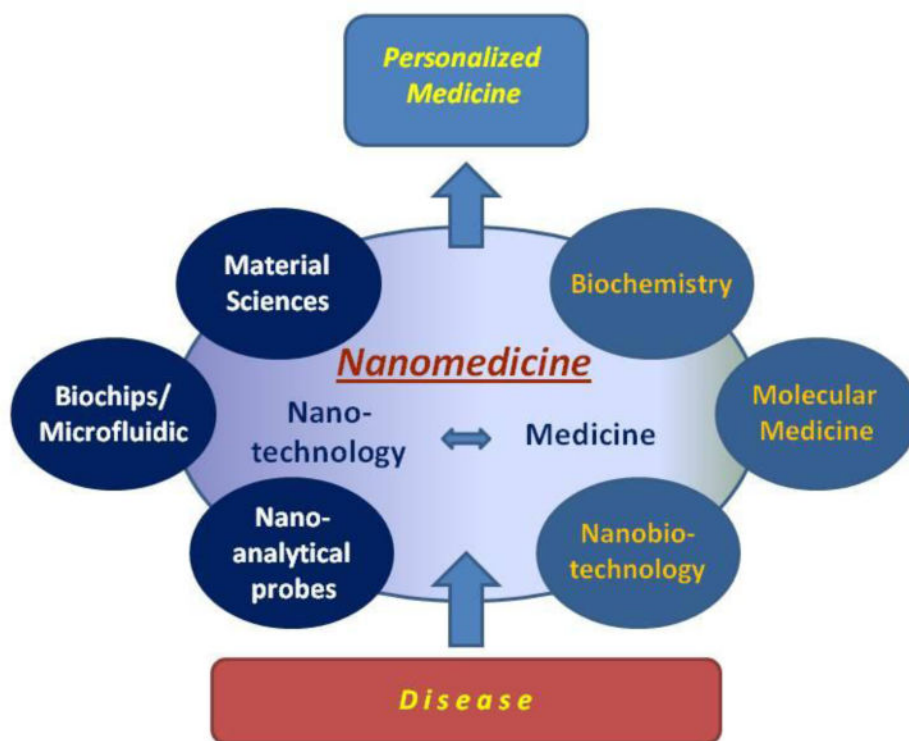 Personalized
Medicine
Material
Sciences
Biochemistry
Nanomedicine
Biochips/
Microfluidic
Nano-
technology
Medicine
Molecular
Medicine
Nano-
analytical
probes
Nanobio-
technology
Disease